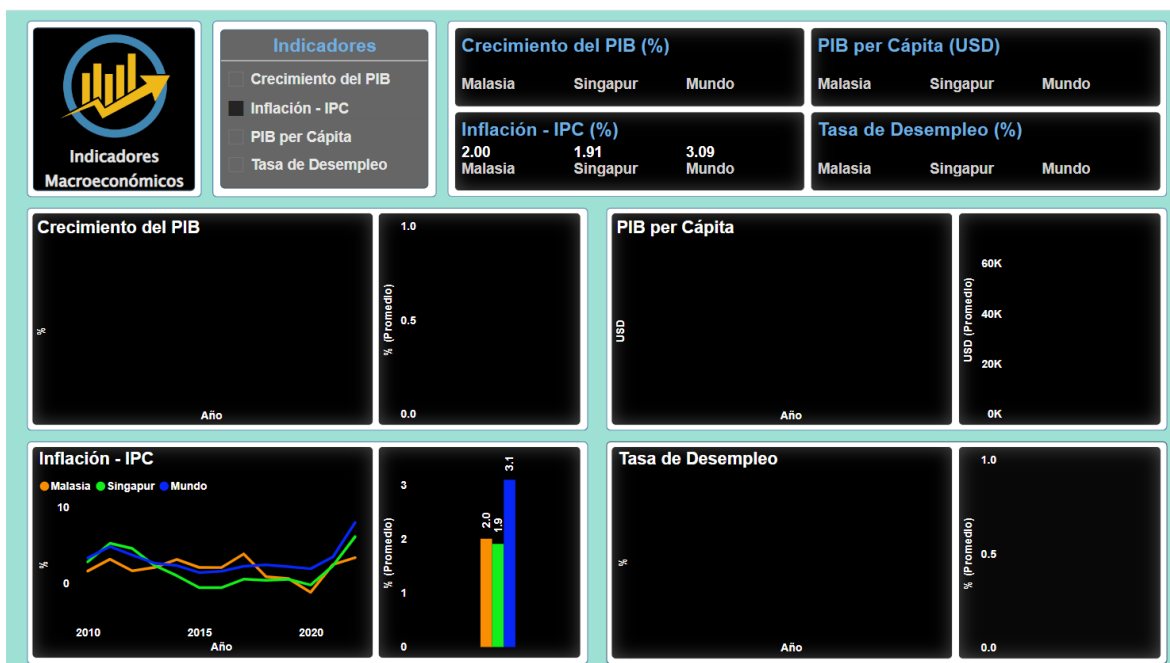 Indicadores
Macroeconómicos
Indicadores
Crecimiento del PIB
Inflación - IPC
PIB per Cápita
Tasa de Desempleo
Crecimiento del PIB (%)
Malasia Singapur Mundo
PIB per Cápita (USD)
Malasia Singapur Mundo
Inflación - IPC (%)
2.00 1.91 3.09
Malasia Singapur Mundo
Tasa de Desempleo (%)
Malasia Singapur Mundo
Crecimiento del PIB
%
Año
1.0
0.5
0.0
% (Promedio)
PIB per Cápita
USD
Año
60K
40K
20K
0K
USD (Promedio)
Inflación - IPC
Malasia Singapur Mundo
10
0
%
2010 2015 2020
Año
3
2
1
0
% (Promedio)
2.0
1.9
3.1
Tasa de Desempleo
%
Año
1.0
0.5
0.0
% (Promedio)